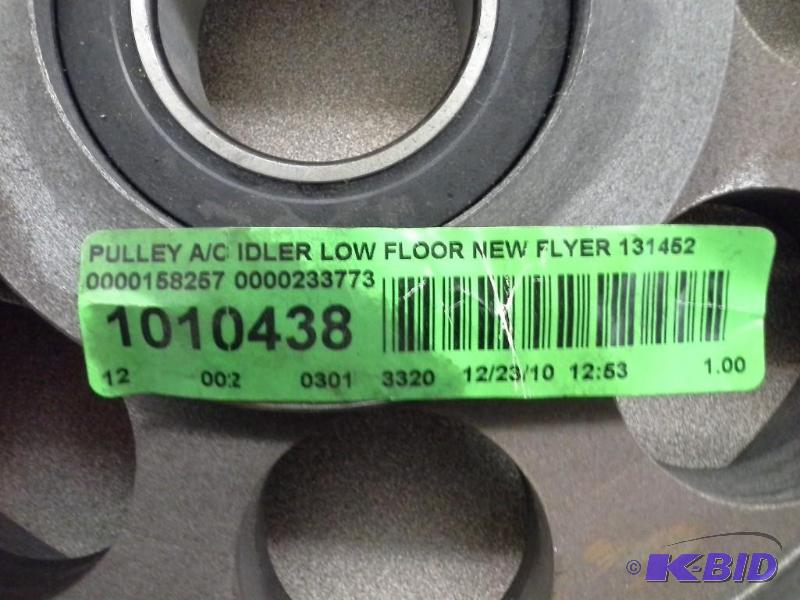 PULLEY A/C IDLER LOW FLOOR NEW FLYER 131452
0000158257 0000233773
1010438
12 002 0301 3320 12/23/10 12:53 1.00
© K-BID